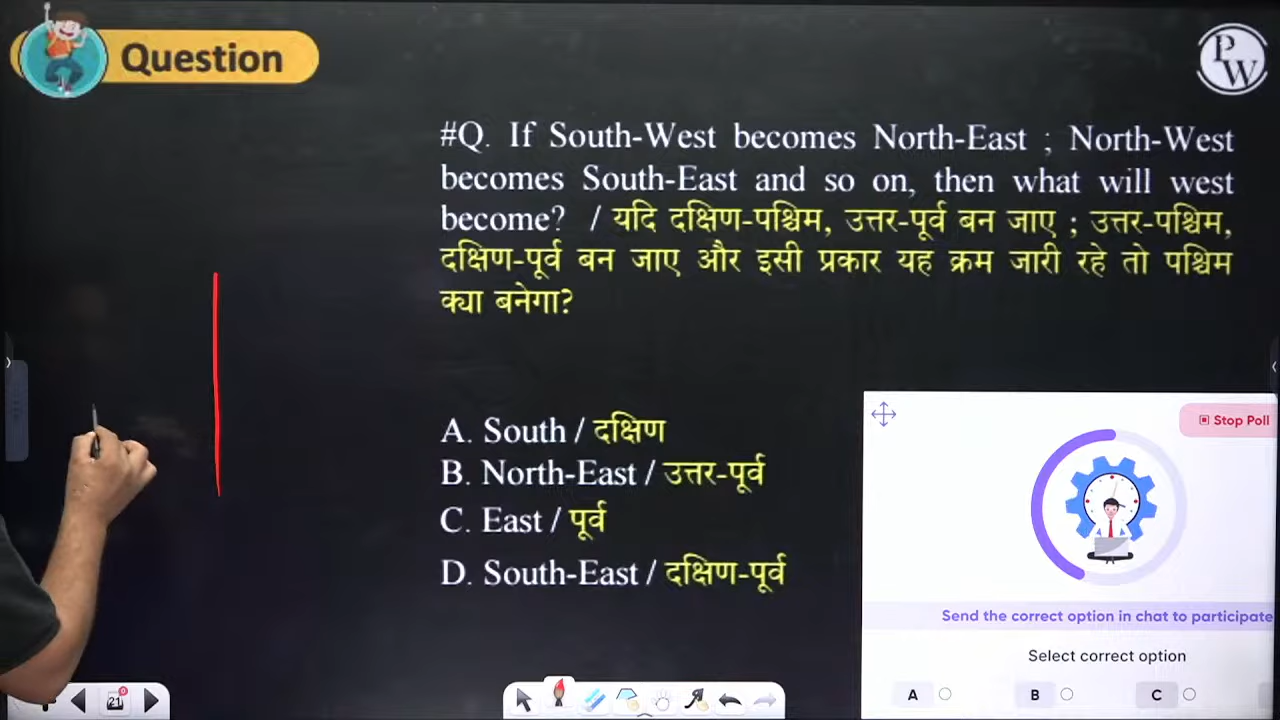 Question
PW
#Q. If South-West becomes North-East ; North-West
becomes South-East and so on, then what will west
become? / यदि दक्षिण-पश्चिम, उत्तर-पूर्व बन जाए ; उत्तर-पश्चिम,
दक्षिण-पूर्व बन जाए और इसी प्रकार यह क्रम जारी रहे तो पश्चिम
क्या बनेगा?
A. South / दक्षिण
B. North-East / उत्तर-पूर्व
C. East / पूर्व
D. South-East / दक्षिण-पूर्व
Stop Poll
Send the correct option in chat to participate
Select correct option
A
B
C
21